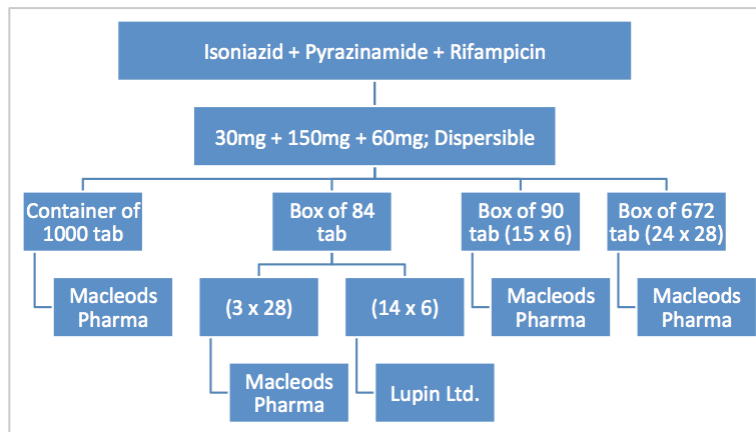 Isoniazid + Pyrazinamide + Rifampicin
30mg + 150mg + 60mg; Dispersible
Container of
1000 tab
Box of 84
tab
Box of 90
tab (15 x 6)
Box of 672
tab (24 x 28)
Macleods
Pharma
(3 x 28)
(14 x 6)
Macleods
Pharma
Macleods
Pharma
Macleods
Pharma
Lupin Ltd.